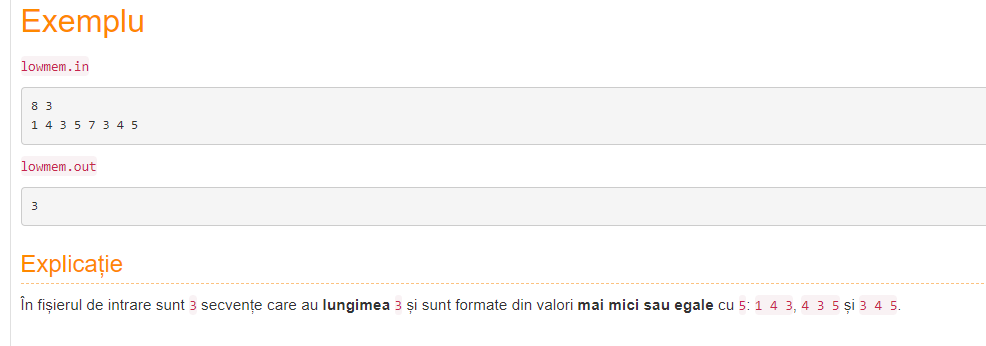 Exemplu
lowmem.in
8 3
1 4 3 5 7 3 4 5
lowmem.out
3
Explicație
În fișierul de intrare sunt 3 secvențe care au lungimea 3 și sunt formate din valori mai mici sau egale cu 5: 1 4 3, 4 3 5 și 3 4 5.